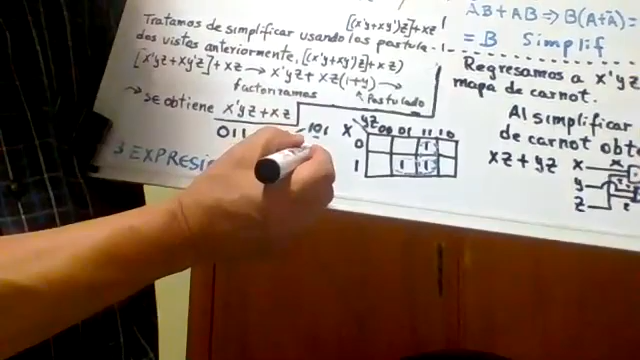 Tratamos de simplificar usando los postula-
dos vistos anteriormente, [(x'y+xy')z]+xz)
[(x'y+xy')z]+xz
[x'yz+xy'z]+xz → x'yz+xz(1+y) →
factorizamos
Postulado
→ se obtiene x'yz+xz
011
101
X
yz
00 01 11 10
0 1
1 1 1
3 EXPRESI
AB+AB⇒B(A+A)=
=B Simplif
Regresamos a x'yz
mapa de carnot.
Al simplificar
de carnot obte
xz+yz
x
y
z